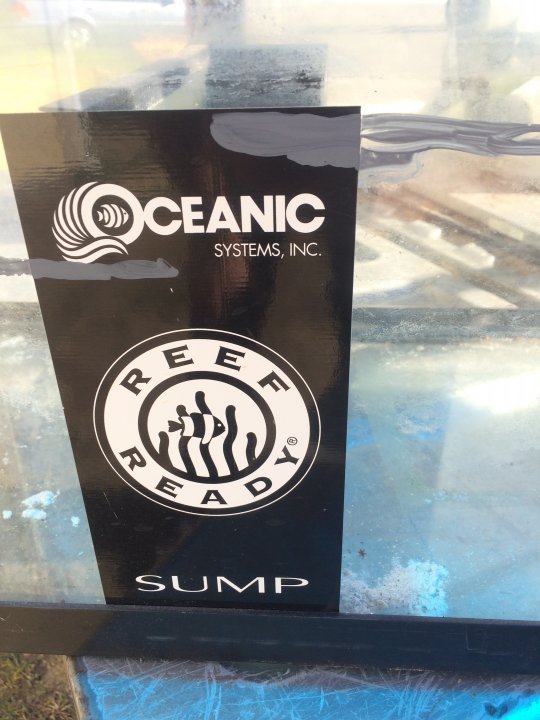 OCEANIC
SYSTEMS, INC.
REEF
READY®
SUMP